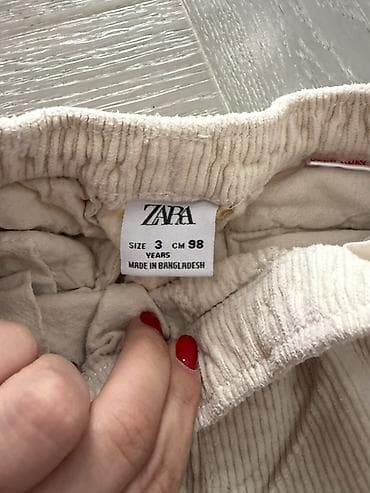 ZARA
SIZE 3 CM 98
YEARS
MADE IN BANGLADESH